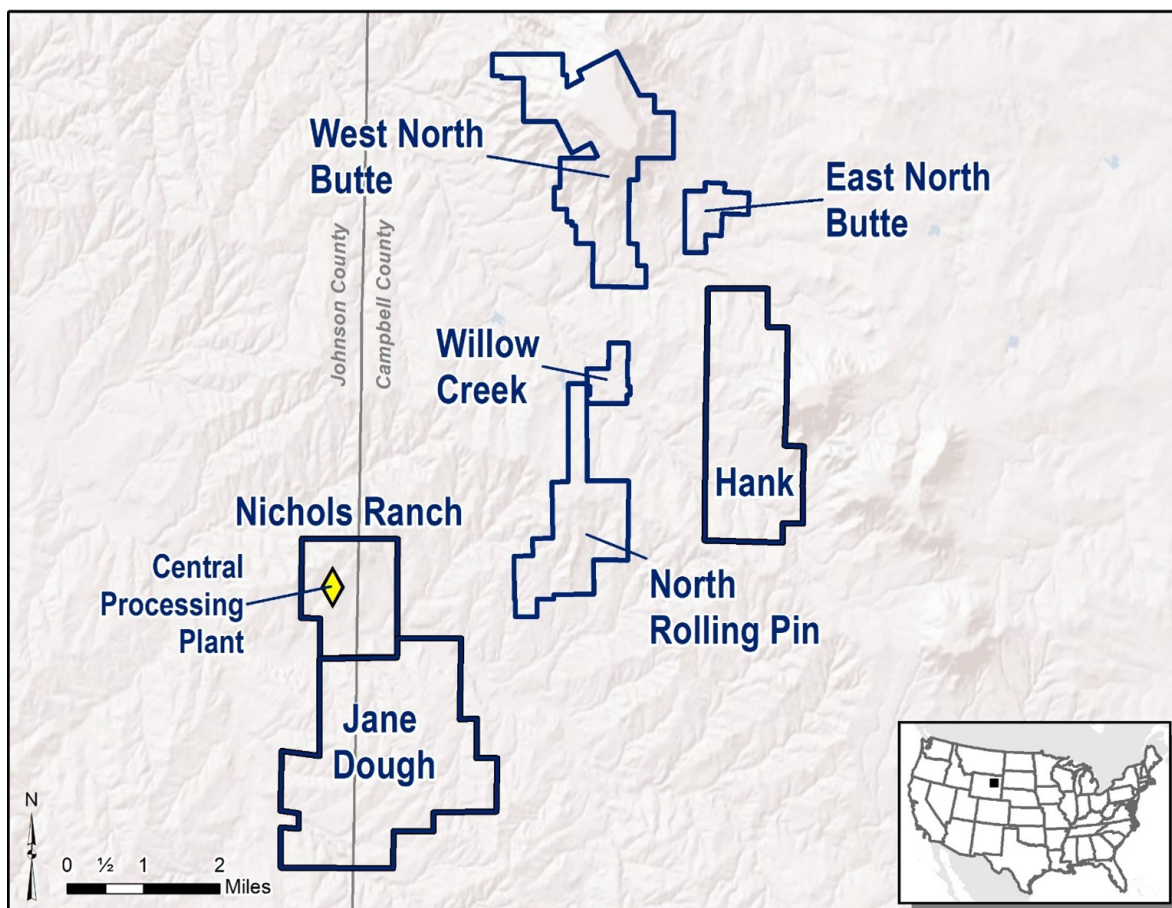 West North
Butte
East North
Butte
Johnson County
Campbell County
Willow
Creek
Hank
Nichols Ranch
Central
Processing
Plant
North
Rolling Pin
Jane
Dough
N
0 ½ 1 2
Miles